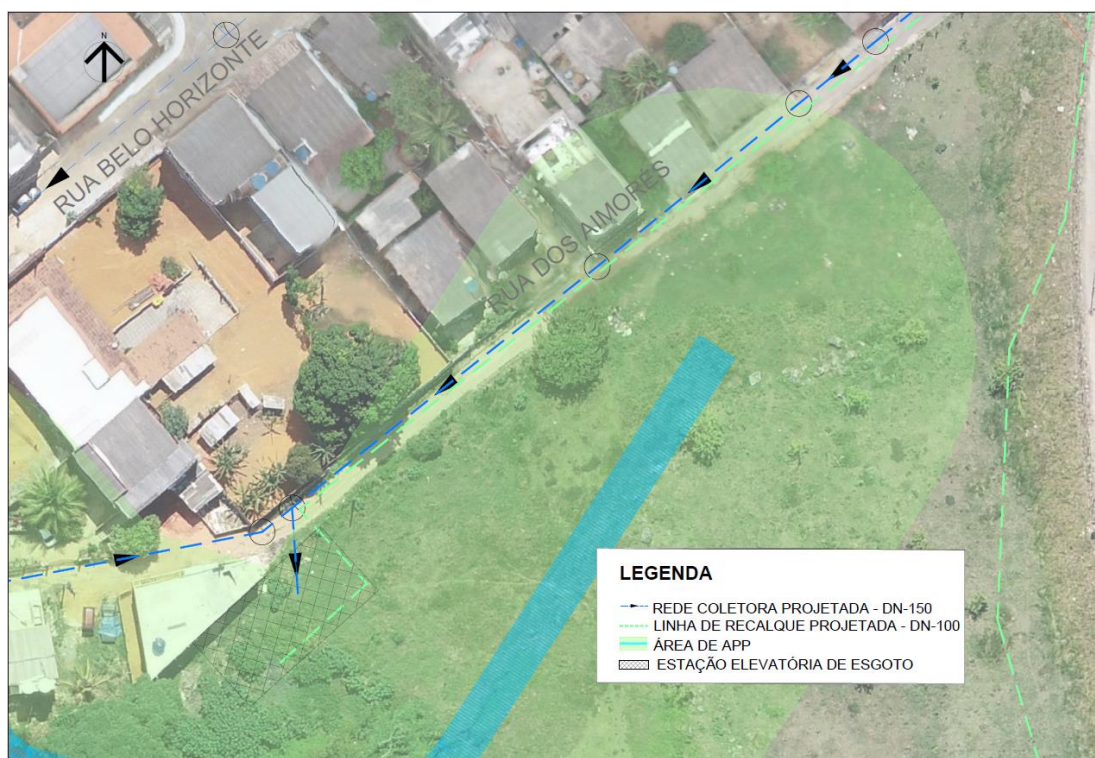 N
RUA BELO HORIZONTE
RUA DOS AIMORÉS
LEGENDA
REDE COLETORA PROJETADA - DN-150
LINHA DE RECALQUE PROJETADA - DN-100
ÁREA DE APP
ESTAÇÃO ELEVATÓRIA DE ESGOTO